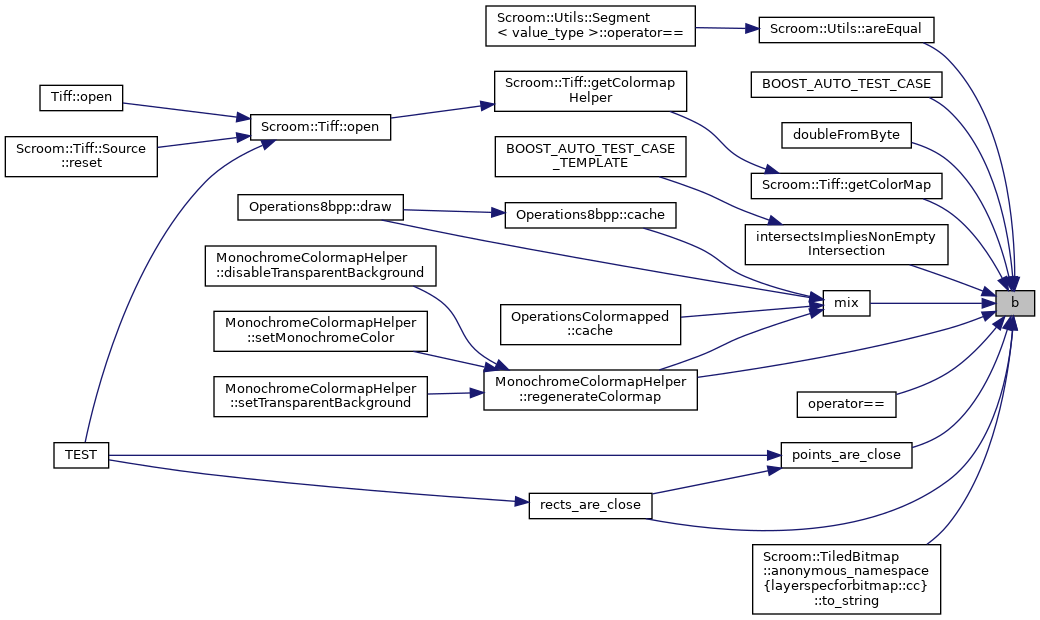 Scroom::Utils::Segment
< value_type >::operator==
Scroom::Utils::areEqual
Tiff::open
Scroom::Tiff::getColormap
Helper
BOOST_AUTO_TEST_CASE
Scroom::Tiff::open
Scroom::Tiff::Source
::reset
BOOST_AUTO_TEST_CASE
_TEMPLATE
doubleFromByte
Scroom::Tiff::getColorMap
Operations8bpp::draw
Operations8bpp::cache
intersectsImpliesNonEmpty
Intersection
MonochromeColormapHelper
::disableTransparentBackground
mix
b
MonochromeColormapHelper
::setMonochromeColor
OperationsColormapped
::cache
MonochromeColormapHelper
::setTransparentBackground
MonochromeColormapHelper
::regenerateColormap
operator==
TEST
points_are_close
rects_are_close
Scroom::TiledBitmap
::anonymous_namespace
{layerspecforbitmap::cc}
::to_string